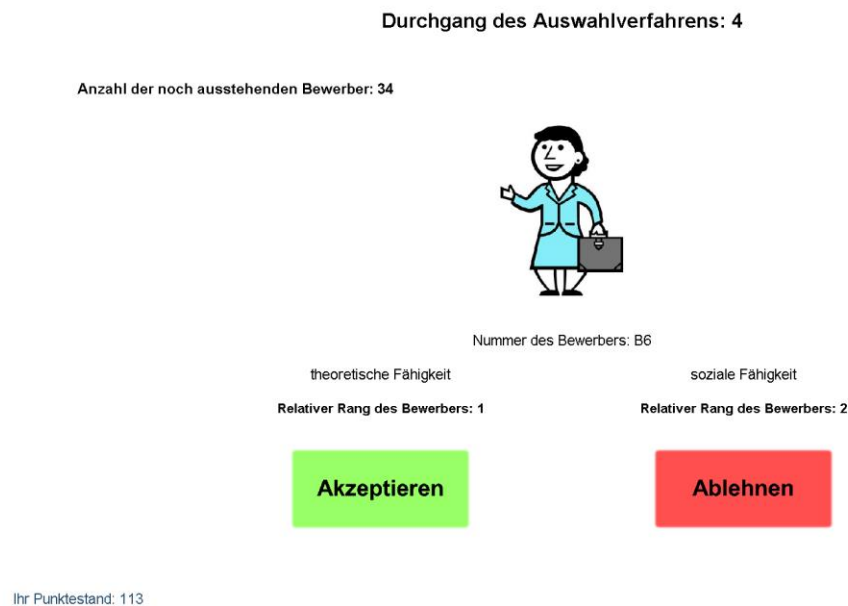 Durchgang des Auswahlverfahrens: 4
Anzahl der noch ausstehenden Bewerber: 34
Nummer des Bewerbers: B6
theoretische Fähigkeit
soziale Fähigkeit
Relativer Rang des Bewerbers: 1
Relativer Rang des Bewerbers: 2
Akzeptieren
Ablehnen
Ihr Punktestand: 113